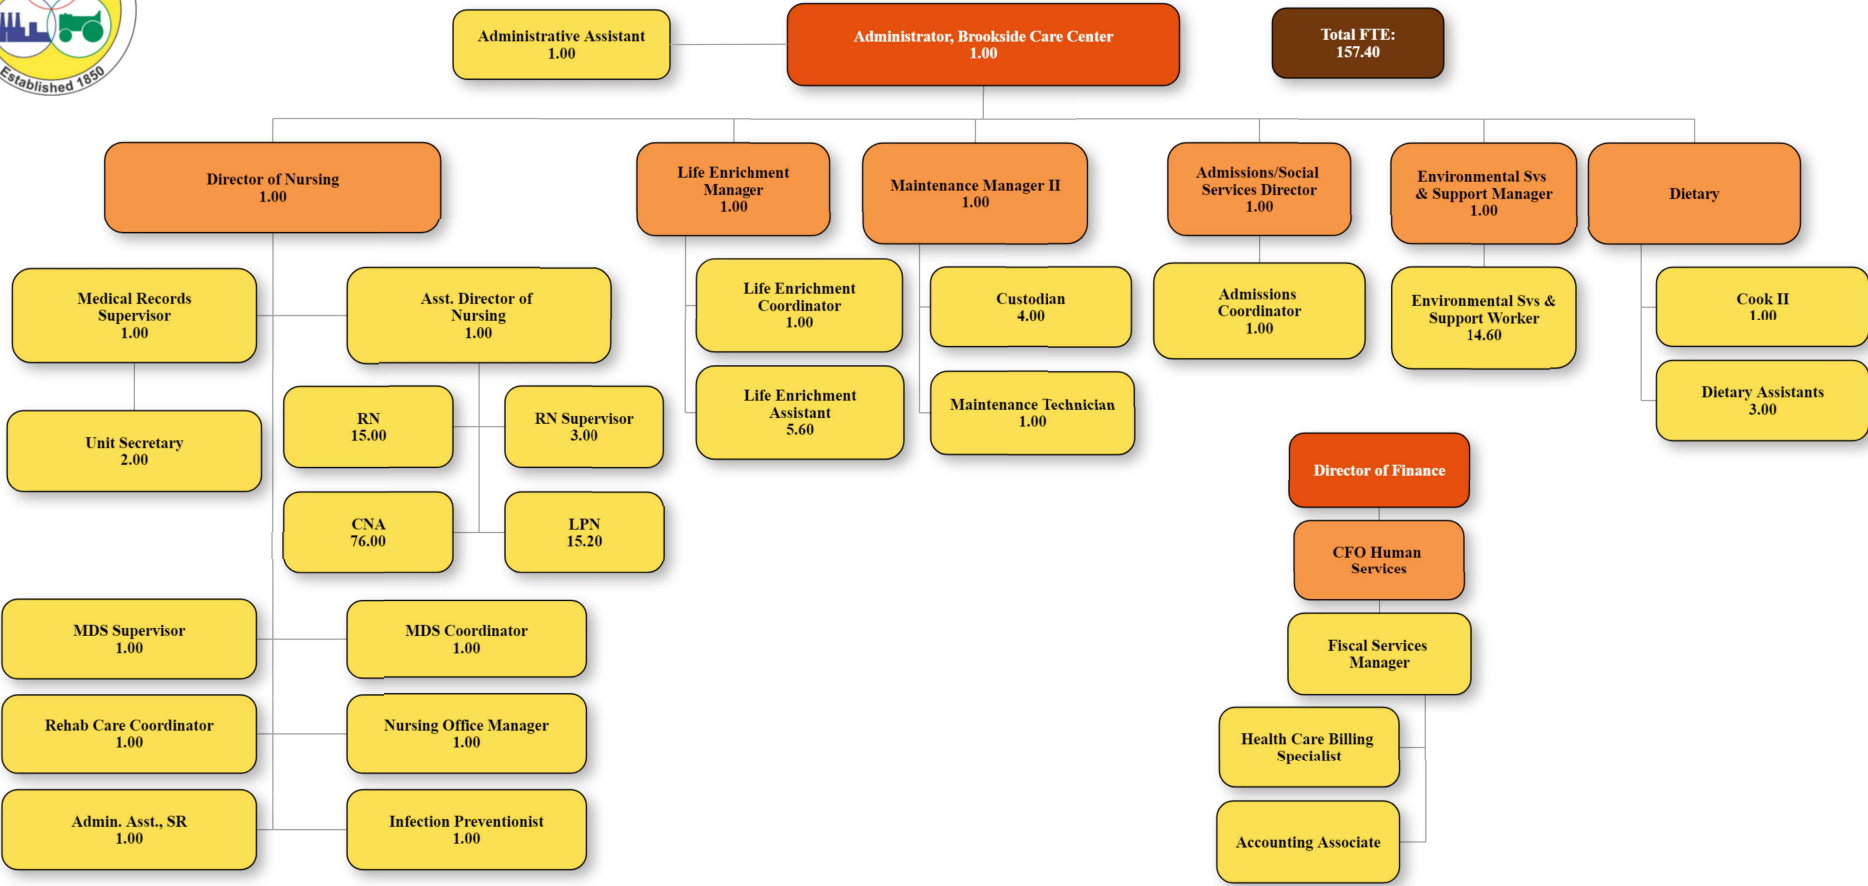 Established 1850
Administrative Assistant
1.00
Administrator, Brookside Care Center
1.00
Total FTE:
157.40
Director of Nursing
1.00
Life Enrichment
Manager
1.00
Maintenance Manager II
1.00
Admissions/Social
Services Director
1.00
Environmental Svs
& Support Manager
1.00
Dietary
Medical Records
Supervisor
1.00
Asst. Director of
Nursing
1.00
Life Enrichment
Coordinator
1.00
Custodian
4.00
Admissions
Coordinator
1.00
Environmental Svs &
Support Worker
14.60
Cook II
1.00
Unit Secretary
2.00
RN
15.00
RN Supervisor
3.00
Life Enrichment
Assistant
5.60
Maintenance Technician
1.00
Dietary Assistants
3.00
CNA
76.00
LPN
15.20
Director of Finance
CFO Human
Services
Fiscal Services
Manager
MDS Supervisor
1.00
MDS Coordinator
1.00
Rehab Care Coordinator
1.00
Nursing Office Manager
1.00
Health Care Billing
Specialist
Admin. Asst., SR
1.00
Infection Preventionist
1.00
Accounting Associate